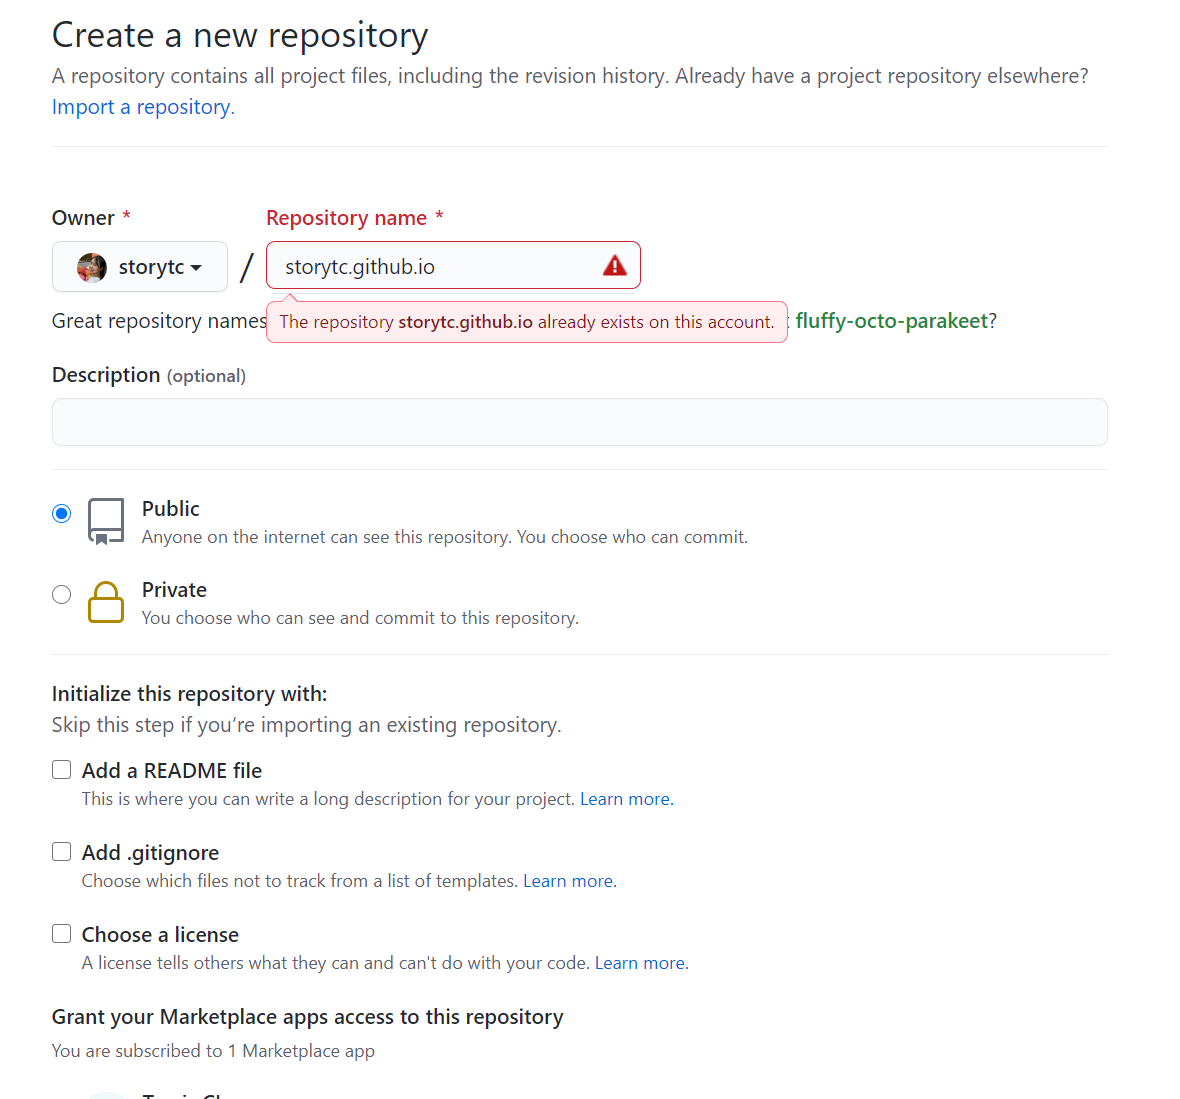 Create a new repository
A repository contains all project files, including the revision history. Already have a project repository elsewhere?
Import a repository.
Owner * Repository name *
storytc / storytc.github.io
Great repository names
The repository storytc.github.io already exists on this account.
fluffy-octo-parakeet?
Description (optional)
Public
Anyone on the internet can see this repository. You choose who can commit.
Private
You choose who can see and commit to this repository.
Initialize this repository with:
Skip this step if you’re importing an existing repository.
Add a README file
This is where you can write a long description for your project. Learn more.
Add .gitignore
Choose which files not to track from a list of templates. Learn more.
Choose a license
A license tells others what they can and can't do with your code. Learn more.
Grant your Marketplace apps access to this repository
You are subscribed to 1 Marketplace app